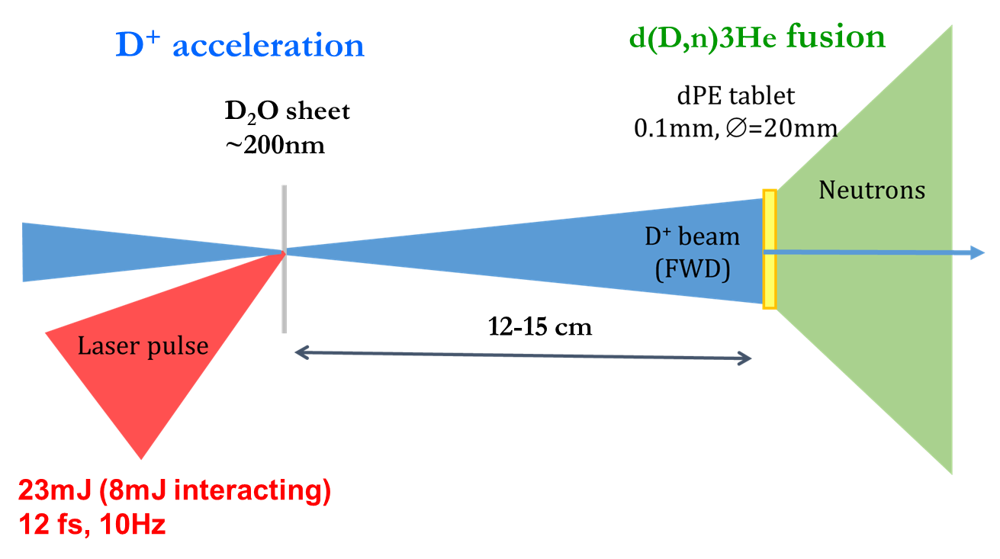 D⁺ acceleration
d(D,n)3He fusion
D₂O sheet
~200nm
dPE tablet
0.1mm, ∅=20mm
Neutrons
D⁺ beam
(FWD)
12-15 cm
Laser pulse
23mJ (8mJ interacting)
12 fs, 10Hz